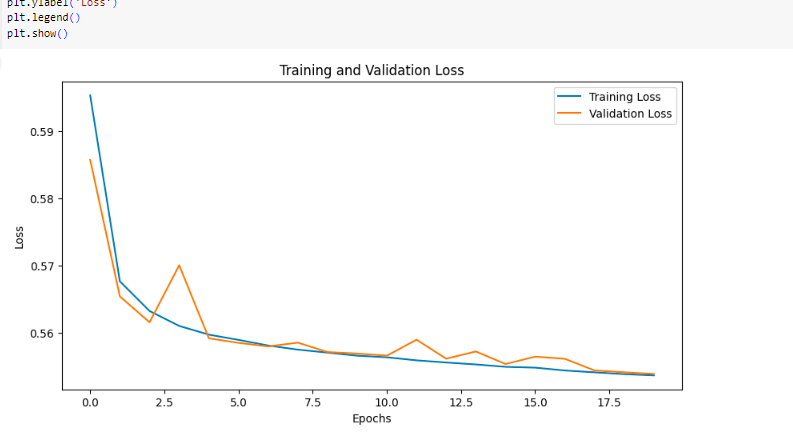 plt.ylabel('Loss')
plt.legend()
plt.show()
Training and Validation Loss
Training Loss
Validation Loss
0.59
0.58
0.57
0.56
Loss
0.0 2.5 5.0 7.5 10.0 12.5 15.0 17.5
Epochs